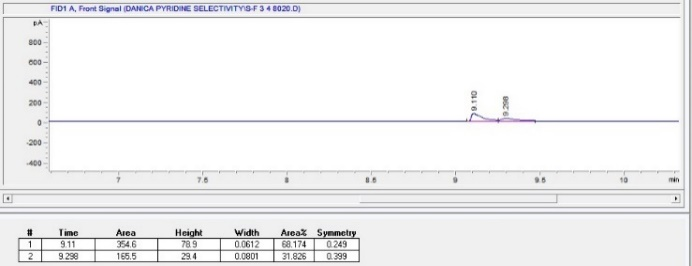 FID1 A, Front Signal (DANICA PYRIDINE SELECTIVITY\S-F 3 4 8020.D)
pA
800
600
400
200
0
-200
-400
9.110
9.298
7 7.5 8 8.5 9 9.5 10 min
# Time Area Height Width Area% Symmetry
1 9.11 354.6 78.9 0.0612 68.174 0.249
2 9.298 165.5 29.4 0.0801 31.826 0.399